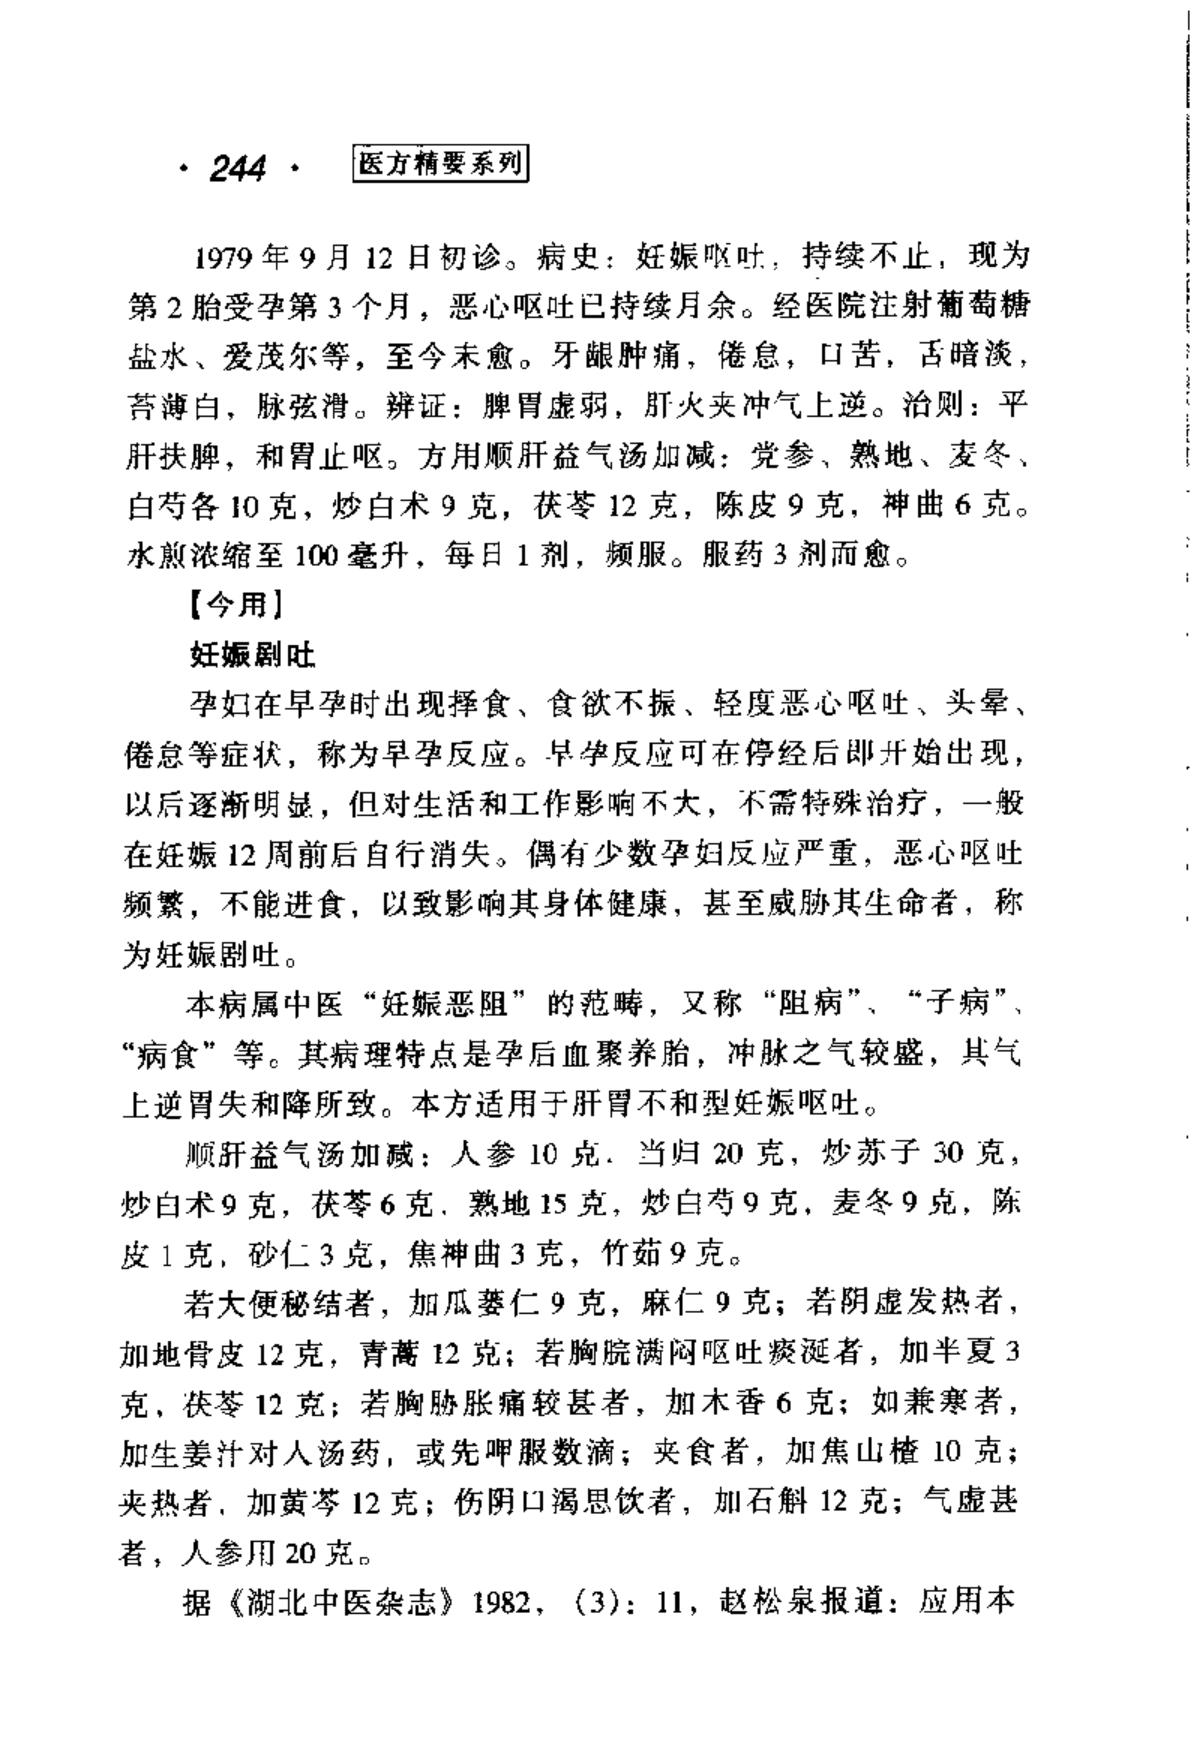 · 244 · 医方精要系列
1979 年 9 月 12 日初诊。病史：妊娠呕吐，持续不止，现为
第 2 胎受孕第 3 个月，恶心呕吐已持续月余。经医院注射葡萄糖
盐水、爱茂尔等，至今未愈。牙龈肿痛，倦怠，口苦，舌暗淡，
苔薄白，脉弦滑。辨证：脾胃虚弱，肝火夹冲气上逆。治则：平
肝扶脾，和胃止呕。方用顺肝益气汤加减：党参、熟地、麦冬、
白芍各 10 克，炒白术 9 克，茯苓 12 克，陈皮 9 克，神曲 6 克。
水煎浓缩至 100 毫升，每日 1 剂，频服。服药 3 剂而愈。
【今用】
妊娠剧吐
孕妇在早孕时出现择食、食欲不振、轻度恶心呕吐、头晕、
倦怠等症状，称为早孕反应。早孕反应可在停经后即开始出现，
以后逐渐明显，但对生活和工作影响不大，不需特殊治疗，一般
在妊娠 12 周前后自行消失。偶有少数孕妇反应严重，恶心呕吐
频繁，不能进食，以致影响其身体健康，甚至威胁其生命者，称
为妊娠剧吐。
本病属中医“妊娠恶阻”的范畴，又称“阻病”、“子病”、
“病食”等。其病理特点是孕后血聚养胎，冲脉之气较盛，其气
上逆胃失和降所致。本方适用于肝胃不和型妊娠呕吐。
顺肝益气汤加减：人参 10 克，当归 20 克，炒苏子 30 克，
炒白术 9 克，茯苓 6 克，熟地 15 克，炒白芍 9 克，麦冬 9 克，陈
皮 1 克，砂仁 3 克，焦神曲 3 克，竹茹 9 克。
若大便秘结者，加瓜蒌仁 9 克，麻仁 9 克；若阴虚发热者，
加地骨皮 12 克，青蒿 12 克；若胸脘满闷呕吐痰涎者，加半夏 3
克，茯苓 12 克；若胸胁胀痛较甚者，加木香 6 克；如兼寒者，
加生姜汁对人汤药，或先呷服数滴；夹食者，加焦山楂 10 克；
夹热者，加黄芩 12 克；伤阴口渴思饮者，加石斛 12 克；气虚甚
者，人参用 20 克。
据《湖北中医杂志》1982，（3）：11，赵松泉报道：应用本